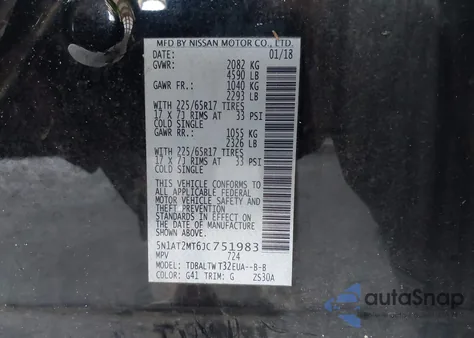 MFD BY NISSAN MOTOR CO., LTD.
DATE: 01/18
GVWR: 2082 KG
4590 LB
GAWR FR.: 1040 KG
2293 LB
WITH 225/65R17 TIRES
17 X 7J RIMS AT 33 PSI
COLD SINGLE
GAWR RR.: 1055 KG
2326 LB
WITH 225/65R17 TIRES
17 X 7J RIMS AT 33 PSI
COLD SINGLE
THIS VEHICLE CONFORMS TO
ALL APPLICABLE FEDERAL
MOTOR VEHICLE SAFETY
AND THEFT PREVENTION
STANDARDS IN EFFECT ON
THE DATE OF MANUFACTURE
SHOWN ABOVE.
5N1AT2MT6JC751983
MPV 724
MODEL: TDBALTW T32EUA--B-B
COLOR: G41 TRIM: G 2S30A
autoSnap